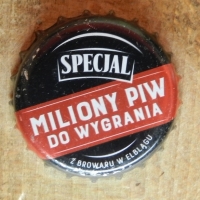 SPECJAL
MILIONY PIW
DO WYGRANIA
Z BROWARU W ELBLĄGU